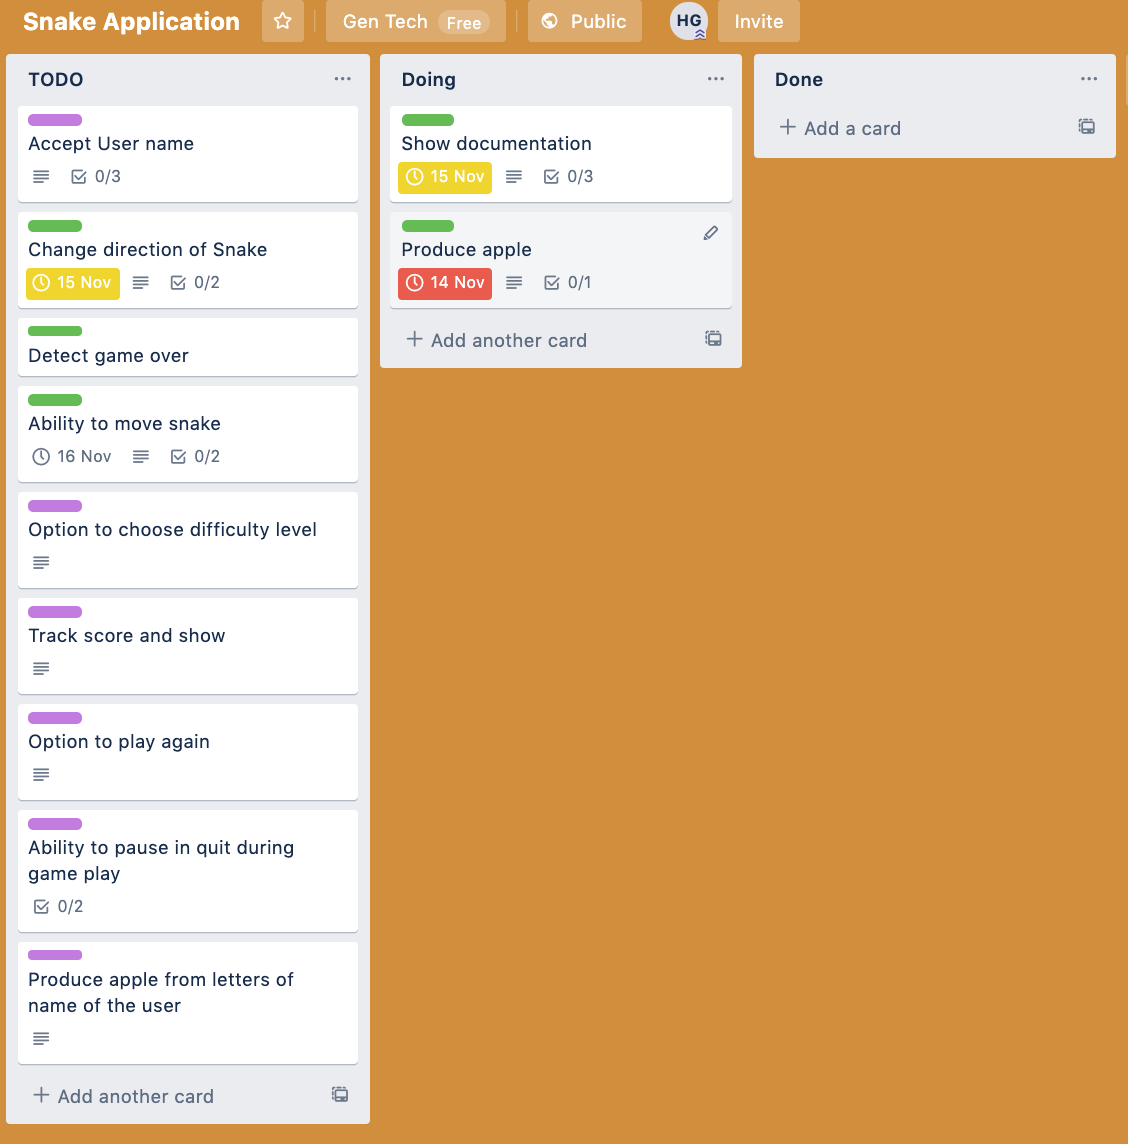 Snake Application
Gen Tech Free
Public
HG
Invite
TODO
Accept User name
0/3
Change direction of Snake
15 Nov 0/2
Detect game over
Ability to move snake
16 Nov 0/2
Option to choose difficulty level
Track score and show
Option to play again
Ability to pause in quit during
game play
0/2
Produce apple from letters of
name of the user
+ Add another card
Doing
Show documentation
15 Nov 0/3
Produce apple
14 Nov 0/1
+ Add another card
Done
+ Add a card